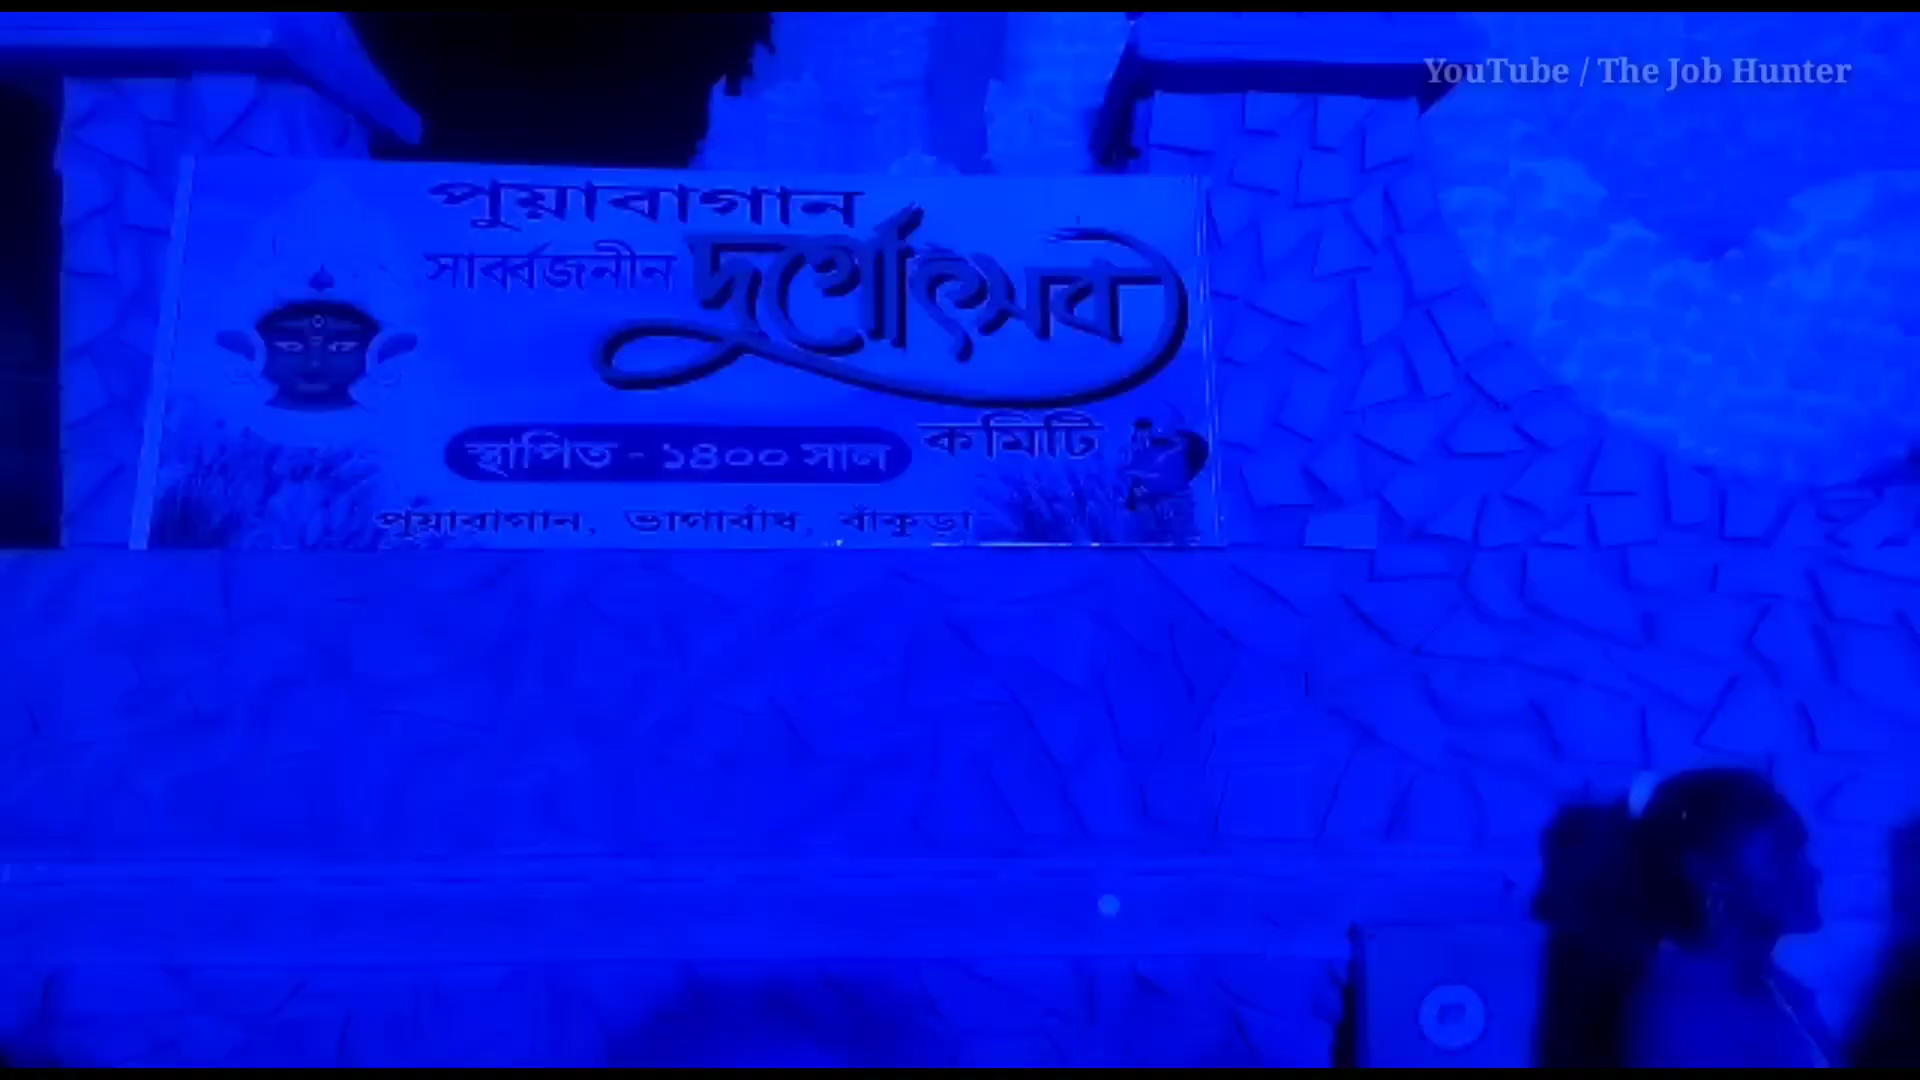 YouTube / The Job Hunter
পুয়াবাগান
সার্ব্বজনীন দুর্গোৎসব
কমিটি
স্থাপিত - ১৪০০ সাল
পুয়াবাগান, ভাগাবাঁধ, বাঁকুড়া